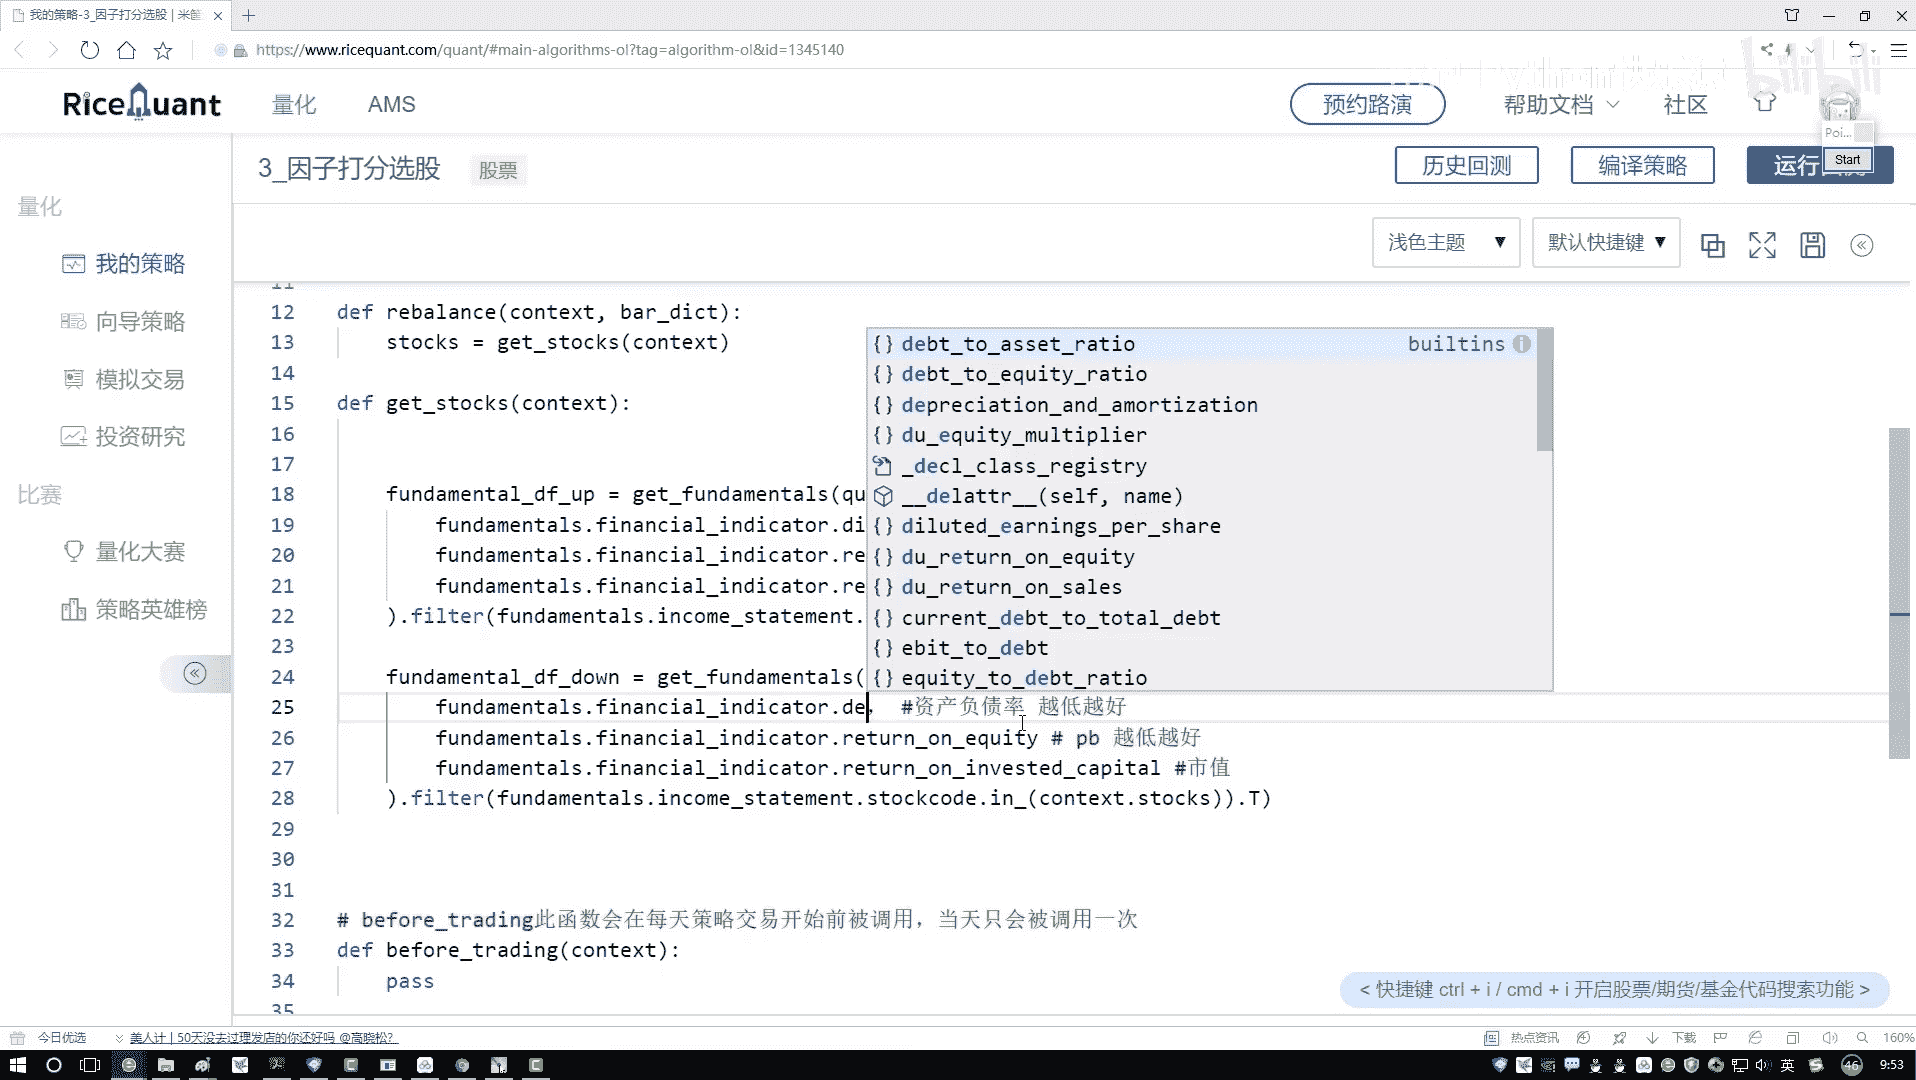 我的策略-3_因子打分选股 | 米筐
https://www.ricequant.com/quant/#main-algorithms-ol?tag=algorithm-ol&id=1345140
RiceQuant 量化 AMS 预约路演 帮助文档 社区
Poi...
Start
3_因子打分选股 股票 历史回测 编译策略 运行
量化
我的策略
向导策略
模拟交易
投资研究
比赛
量化大赛
策略英雄榜
浅色主题 ▼ 默认快捷键 ▼
11
12 def rebalance(context, bar_dict):
13 stocks = get_stocks(context)
14
15 def get_stocks(context):
16
17
18 fundamental_df_up = get_fundamentals(qu
19 fundamentals.financial_indicator.di
20 fundamentals.financial_indicator.re
21 fundamentals.financial_indicator.re
22 ).filter(fundamentals.income_statement.
23
24 fundamental_df_down = get_fundamentals(
25 fundamentals.financial_indicator.de, #资产负债率 越低越好
26 fundamentals.financial_indicator.return_on_equity # pb 越低越好
27 fundamentals.financial_indicator.return_on_invested_capital #市值
28 ).filter(fundamentals.income_statement.stockcode.in_(context.stocks)).T)
29
30
31
32 # before_trading此函数会在每天策略交易开始前被调用，当天只会被调用一次
33 def before_trading(context):
34 pass
35
{} debt_to_asset_ratio builtins
{} debt_to_equity_ratio
{} depreciation_and_amortization
{} du_equity_multiplier
_decl_class_registry
__delattr__(self, name)
{} diluted_earnings_per_share
{} du_return_on_equity
{} du_return_on_sales
{} current_debt_to_total_debt
{} ebit_to_debt
{} equity_to_debt_ratio
< 快捷键 ctrl + i / cmd + i 开启股票/期货/基金代码搜索功能 >
今日优选 美人计 | 50天没去过理发店的你还好吗 @高晓松? 热点资讯 下载 160%
英 46 9:53